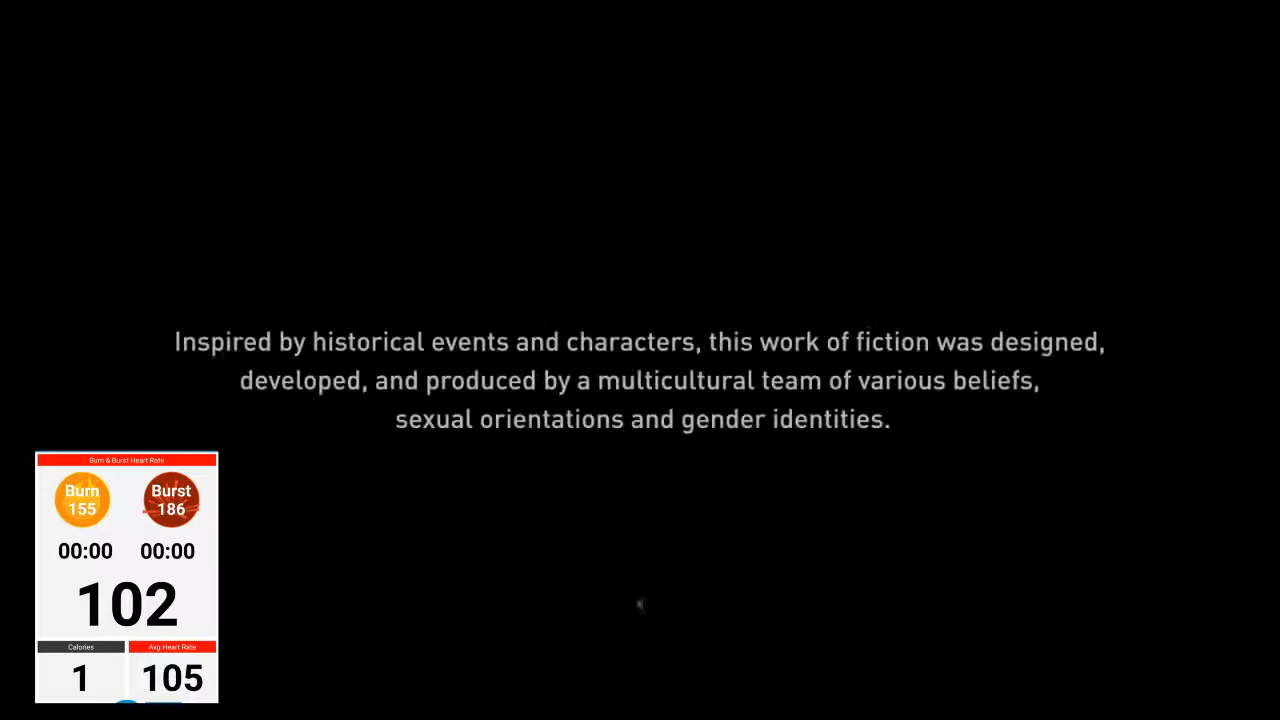 Inspired by historical events and characters, this work of fiction was designed,
developed, and produced by a multicultural team of various beliefs,
sexual orientations and gender identities.
Burn & Burst Heart Rate
Burn
155
Burst
186
00:00
00:00
102
Calories
Avg Heart Rate
1
105